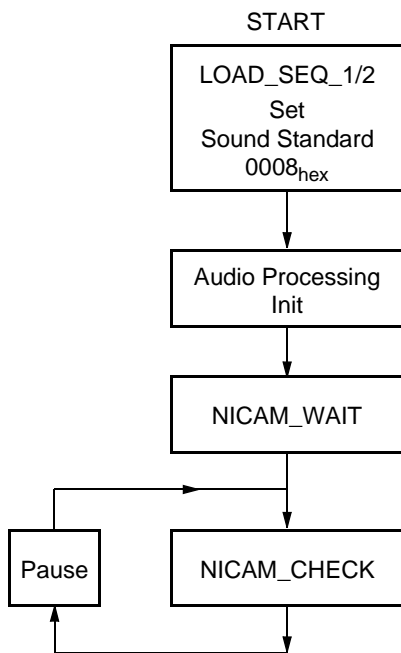 START
LOAD_SEQ_1/2
Set
Sound Standard
0008hex
Audio Processing
Init
NICAM_WAIT
Pause
NICAM_CHECK